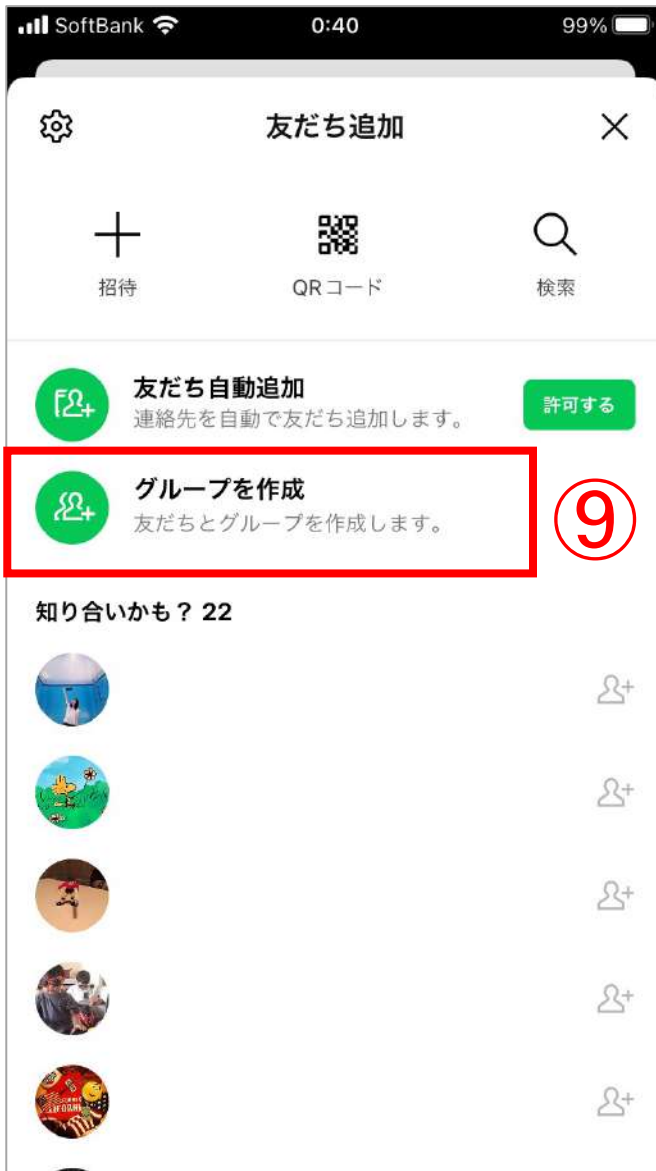 SoftBank 0:40 99%
友だち追加
招待 QRコード 検索
友だち自動追加
連絡先を自動で友だち追加します。
許可する
グループを作成
友だちとグループを作成します。
⑨
知り合いかも？ 22